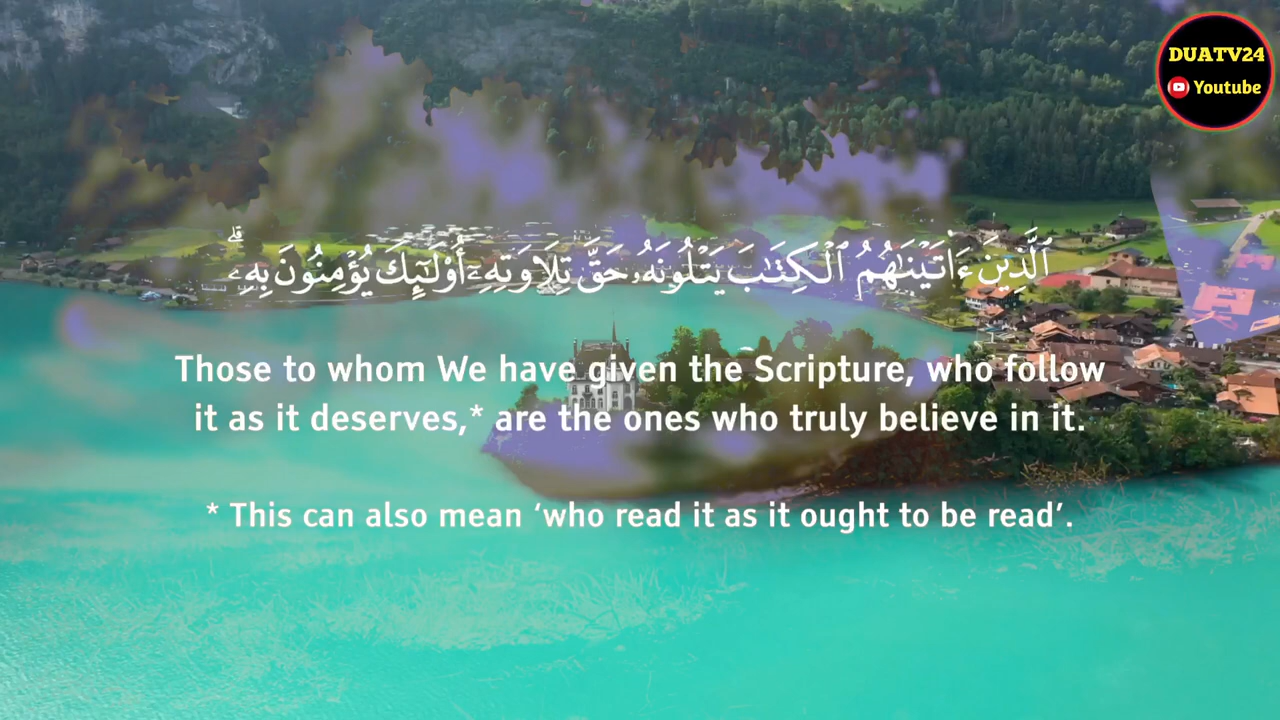 DUATV24
Youtube
ٱلَّذِينَ ءَاتَيْنَـٰهُمُ ٱلْكِتَـٰبَ يَتْلُونَهُۥ حَقَّ تِلَاوَتِهِۦٓ أُو۟لَـٰٓئِكَ يُؤْمِنُونَ بِهِۦ ۗ
Those to whom We have given the Scripture, who follow
it as it deserves,* are the ones who truly believe in it.
* This can also mean ‘who read it as it ought to be read’.